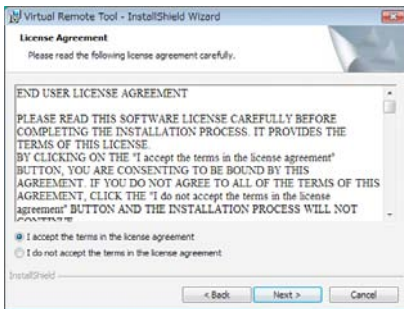 Virtual Remote Tool - InstallShield Wizard
License Agreement
Please read the following license agreement carefully.
END USER LICENSE AGREEMENT
PLEASE READ THIS SOFTWARE LICENSE CAREFULLY BEFORE
COMPLETING THE INSTALLATION PROCESS. IT PROVIDES THE
TERMS OF THIS LICENSE.
BY CLICKING ON THE "I accept the terms in the license agreement"
BUTTON, YOU ARE CONSENTING TO BE BOUND BY THIS
AGREEMENT. IF YOU DO NOT AGREE TO ALL OF THE TERMS OF THIS
AGREEMENT, CLICK THE "I do not accept the terms in the license
agreement" BUTTON AND THE INSTALLATION PROCESS WILL NOT
CONTINUE
I accept the terms in the license agreement
I do not accept the terms in the license agreement
InstallShield
< Back
Next >
Cancel